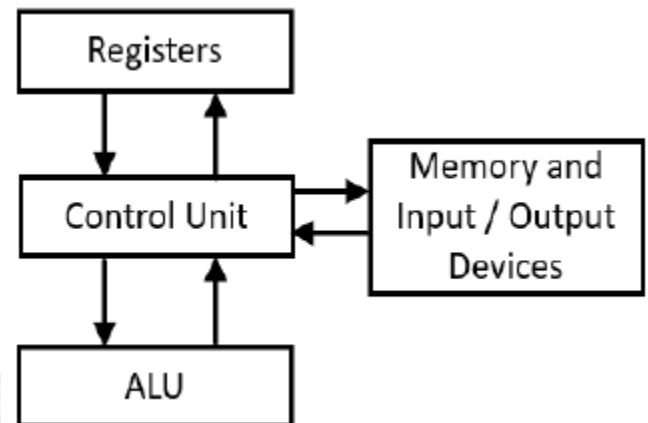 Registers
Control Unit
Memory and
Input / Output
Devices
ALU